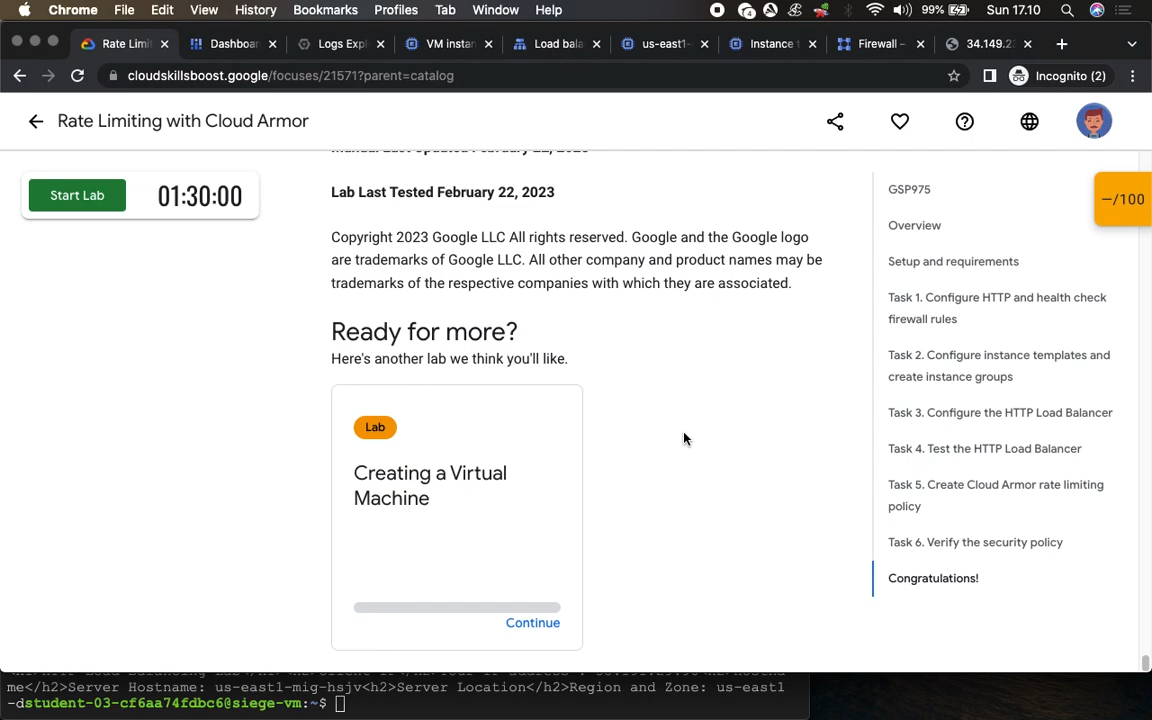 Chrome File Edit View History Bookmarks Profiles Tab Window Help 99% Sun 17.10
Rate Limi Dashboa Logs Expl VM instan Load bala us-east1- Instance t Firewall – 34.149.2
cloudskillsboost.google/focuses/21571?parent=catalog Incognito (2)
Rate Limiting with Cloud Armor
Start Lab 01:30:00
Lab Last Tested February 22, 2023
Copyright 2023 Google LLC All rights reserved. Google and the Google logo
are trademarks of Google LLC. All other company and product names may be
trademarks of the respective companies with which they are associated.
Ready for more?
Here's another lab we think you'll like.
Lab
Creating a Virtual
Machine
Continue
GSP975
–/100
Overview
Setup and requirements
Task 1. Configure HTTP and health check
firewall rules
Task 2. Configure instance templates and
create instance groups
Task 3. Configure the HTTP Load Balancer
Task 4. Test the HTTP Load Balancer
Task 5. Create Cloud Armor rate limiting
policy
Task 6. Verify the security policy
Congratulations!
me</h2>Server Hostname: us-east1-mig-hsjv<h2>Server Location</h2>Region and Zone: us-east1
-dstudent-03-cf6aa74fdbc6@siege-vm:~$